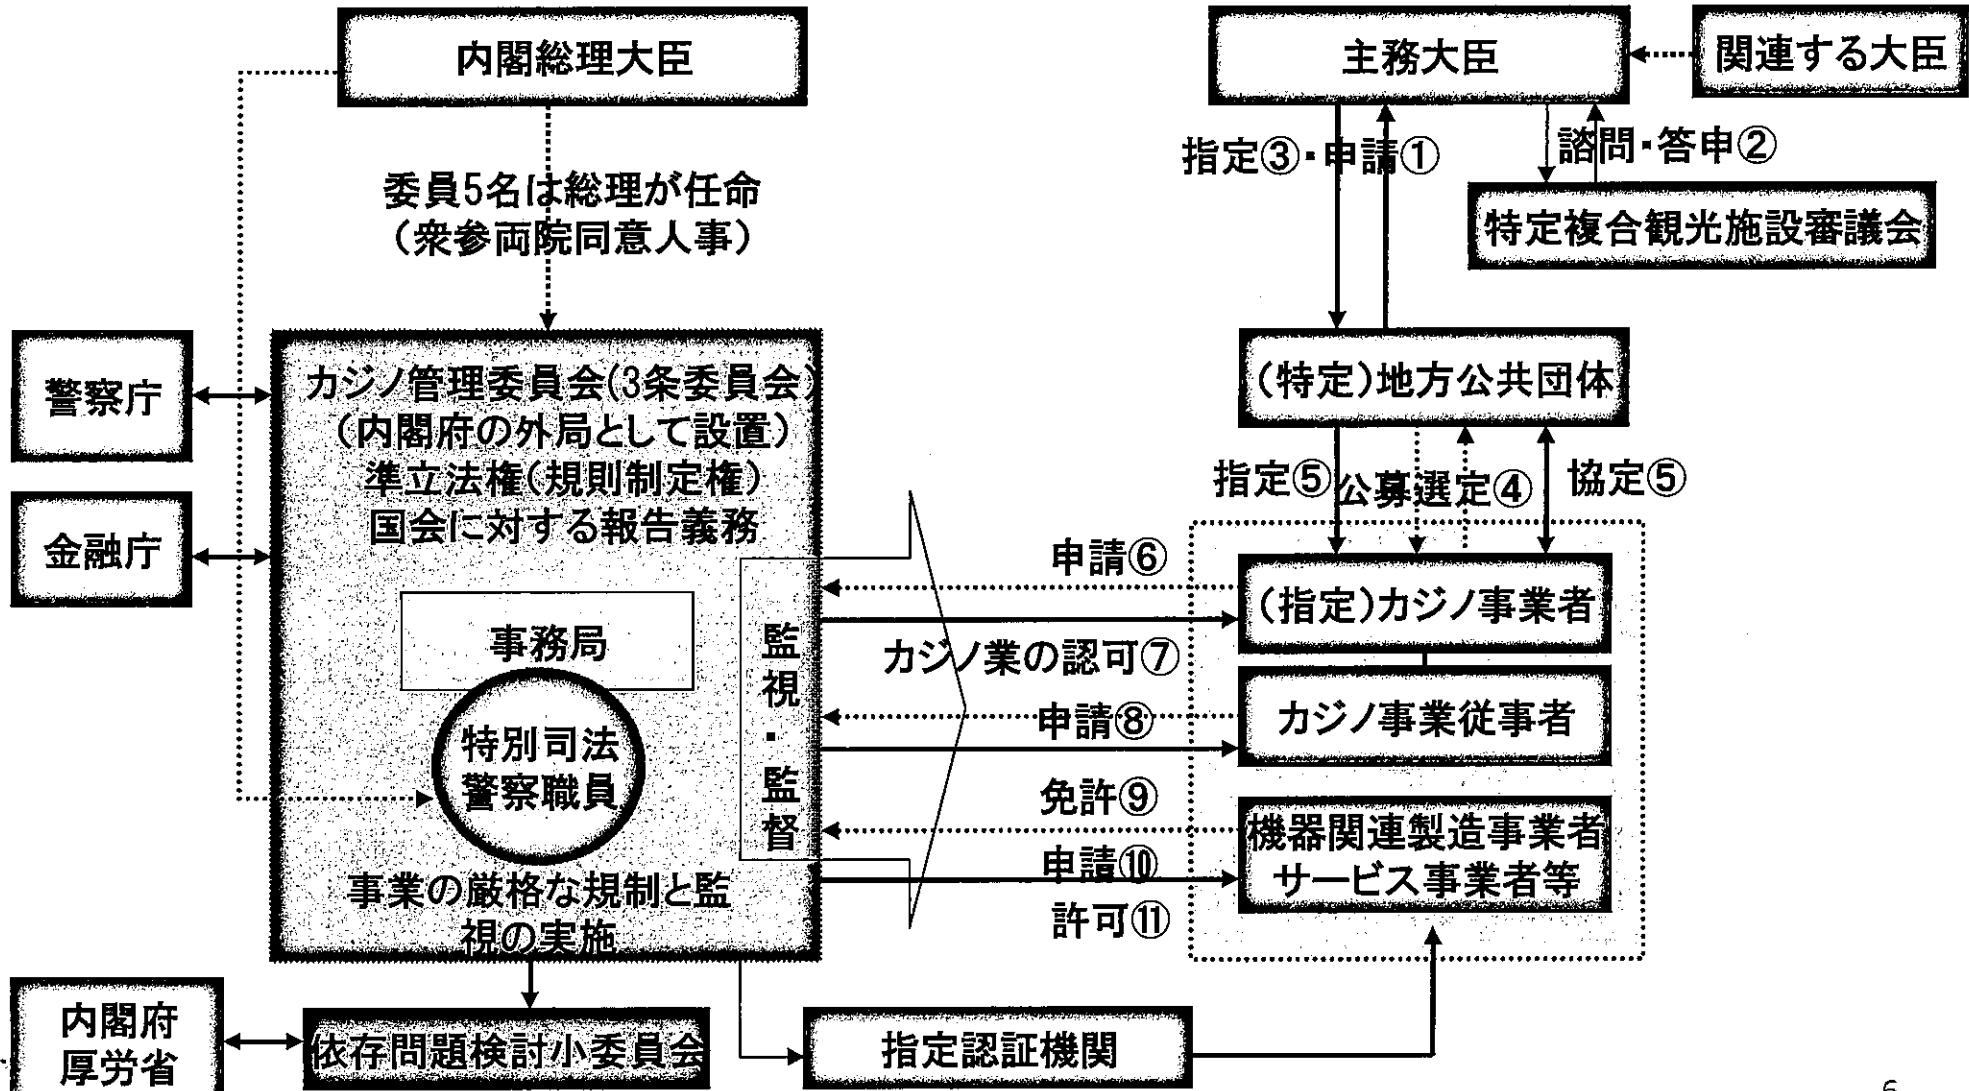 内閣総理大臣
主務大臣
関連する大臣
指定③・申請①
諮問・答申②
委員5名は総理が任命
（衆参両院同意人事）
特定複合観光施設審議会
警察庁
金融庁
カジノ管理委員会(3条委員会)
（内閣府の外局として設置）
準立法権（規則制定権）
国会に対する報告義務
（特定）地方公共団体
指定⑤
公募選定④
協定⑤
事務局
特別司法
警察職員
監視・監督
事業の厳格な規制と監
視の実施
申請⑥
カジノ業の認可⑦
申請⑧
免許⑨
申請⑩
許可⑪
（指定）カジノ事業者
カジノ事業従事者
機器関連製造事業者
サービス事業者等
内閣府
厚労省
依存問題検討小委員会
指定認証機関
6